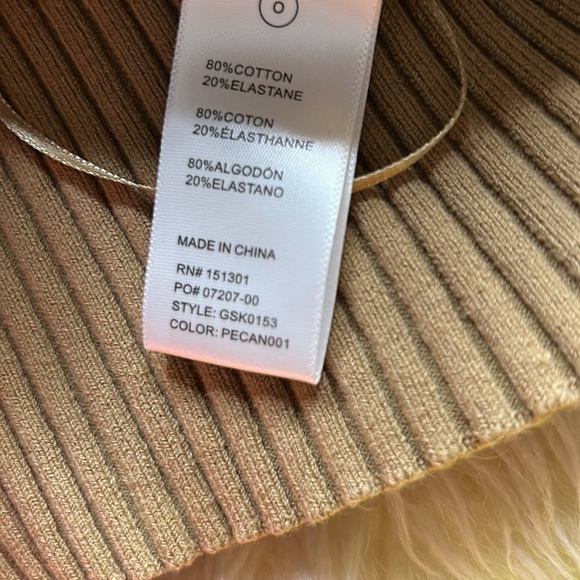 O
80%COTTON
20%ELASTANE
80%COTON
20%ÉLASTHANNE
80%ALGODÓN
20%ELASTANO
MADE IN CHINA
RN# 151301
PO# 07207-00
STYLE: GSK0153
COLOR: PECAN001